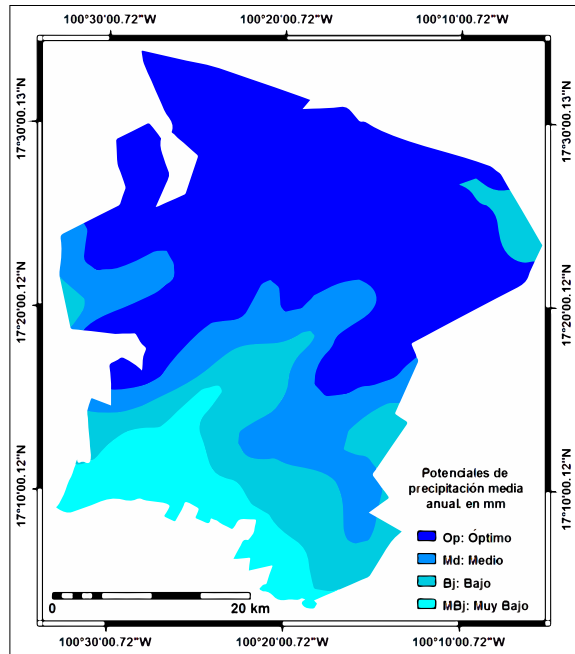 100°30'00.72"W 100°20'00.72"W 100°10'00.72"W
17°30'00.13"N 17°30'00.13"N
17°20'00.12"N 17°20'00.12"N
17°10'00.12"N 17°10'00.12"N
Potenciales de
precipitación media
anual. en mm
Op: Óptimo
Md: Medio
Bj: Bajo
MBj: Muy Bajo
0 20 km
100°30'00.72"W 100°20'00.72"W 100°10'00.72"W